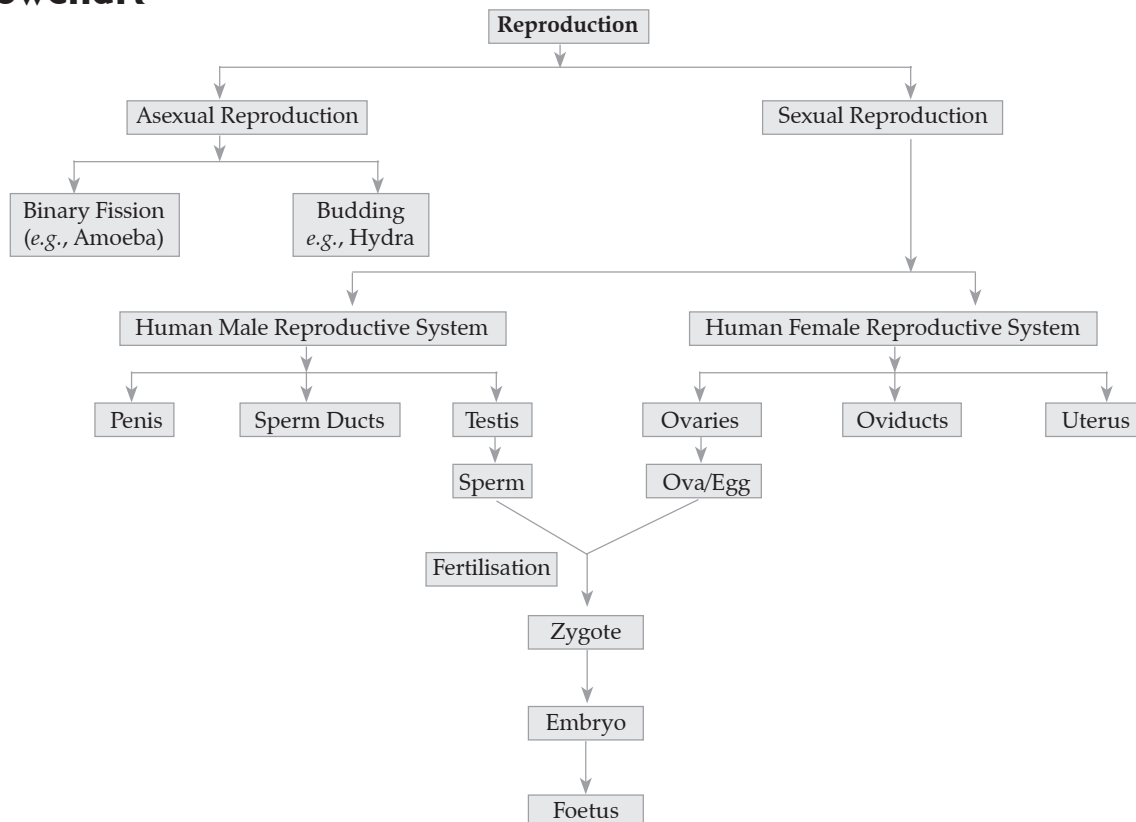 Reproduction
Asexual Reproduction
Sexual Reproduction
Binary Fission
(e.g., Amoeba)
Budding
e.g., Hydra
Human Male Reproductive System
Human Female Reproductive System
Penis
Sperm Ducts
Testis
Ovaries
Oviducts
Uterus
Sperm
Ova/Egg
Fertilisation
Zygote
Embryo
Foetus